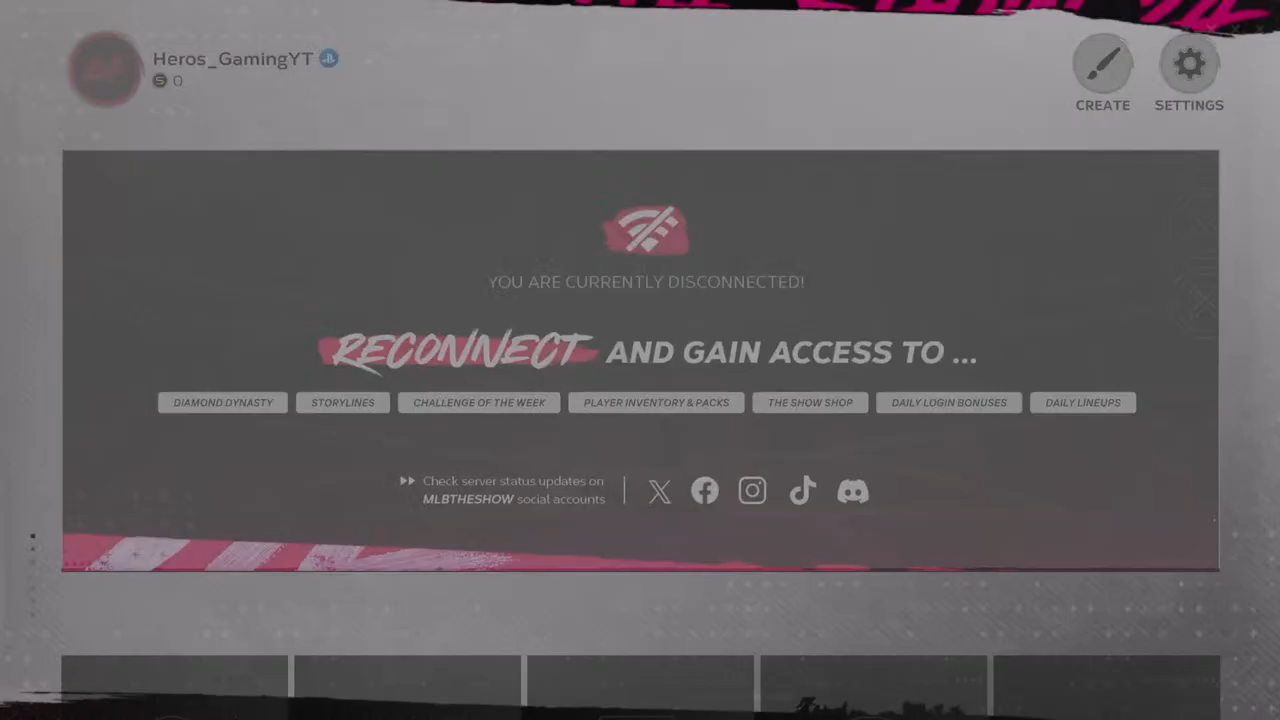 Heros_GamingYT
0
CREATE
SETTINGS
YOU ARE CURRENTLY DISCONNECTED!
RECONNECT AND GAIN ACCESS TO ...
DIAMOND DYNASTY
STORYLINES
CHALLENGE OF THE WEEK
PLAYER INVENTORY & PACKS
THE SHOW SHOP
DAILY LOGIN BONUSES
DAILY LINEUPS
Check server status updates on
MLBTHESHOW social accounts